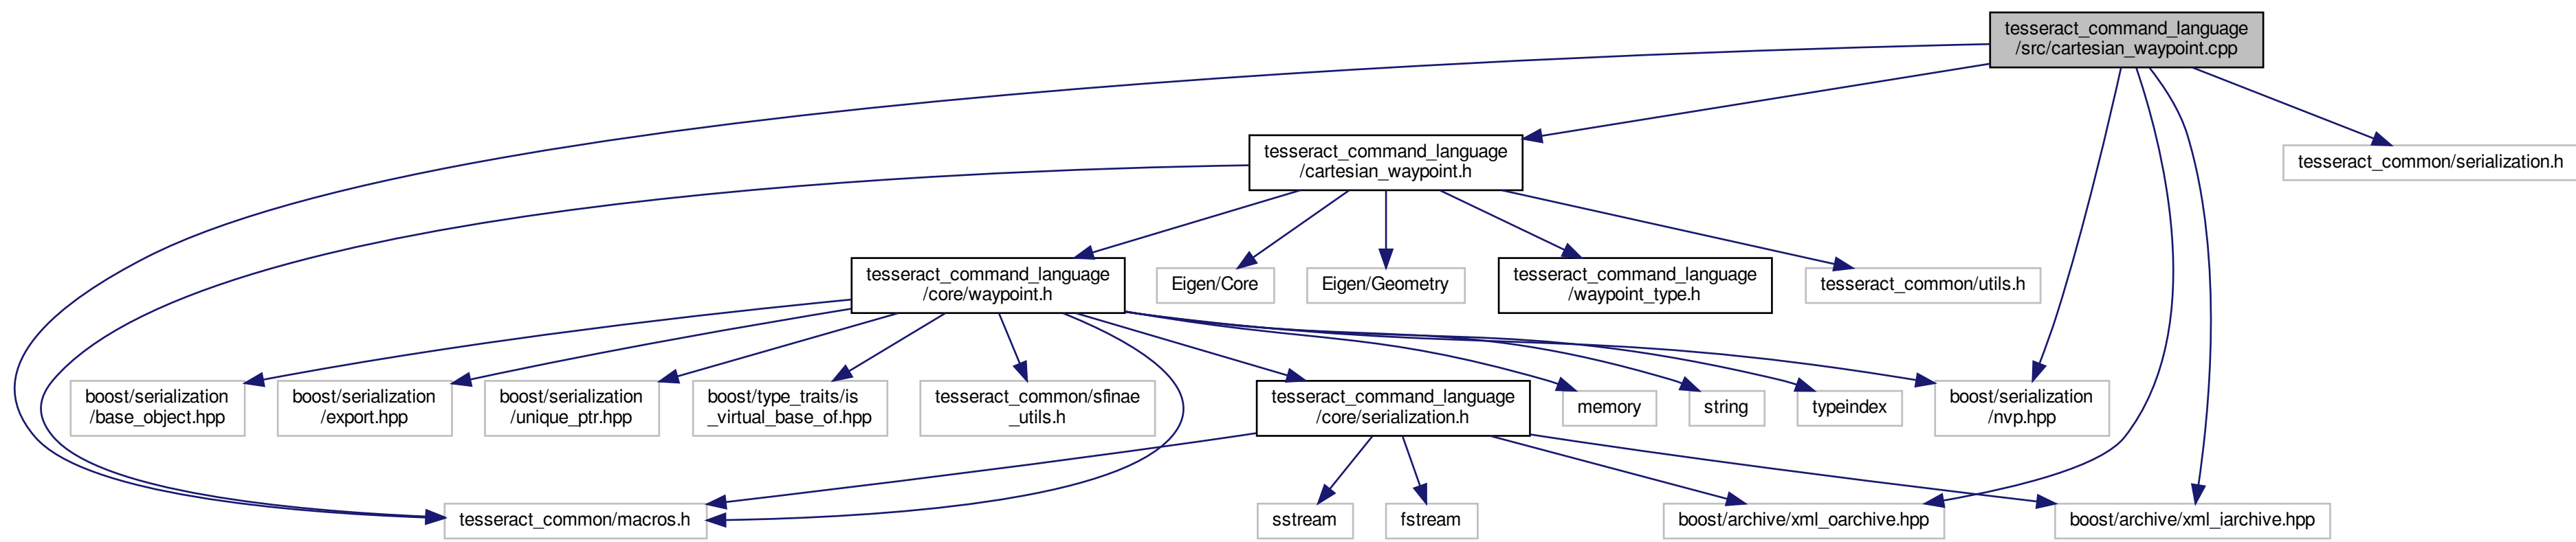 tesseract_command_language
/src/cartesian_waypoint.cpp
tesseract_command_language
/cartesian_waypoint.h
tesseract_common/serialization.h
tesseract_command_language
/core/waypoint.h
Eigen/Core
Eigen/Geometry
tesseract_command_language
/waypoint_type.h
tesseract_common/utils.h
boost/serialization
/base_object.hpp
boost/serialization
/export.hpp
boost/serialization
/unique_ptr.hpp
boost/type_traits/is
_virtual_base_of.hpp
tesseract_common/sfinae
_utils.h
tesseract_command_language
/core/serialization.h
memory
string
typeindex
boost/serialization
/nvp.hpp
tesseract_common/macros.h
sstream
fstream
boost/archive/xml_oarchive.hpp
boost/archive/xml_iarchive.hpp